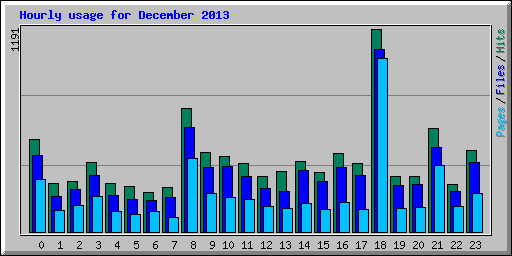 Hourly usage for December 2013
1191
Pages/Files/Hits
0 1 2 3 4 5 6 7 8 9 10 11 12 13 14 15 16 17 18 19 20 21 22 23